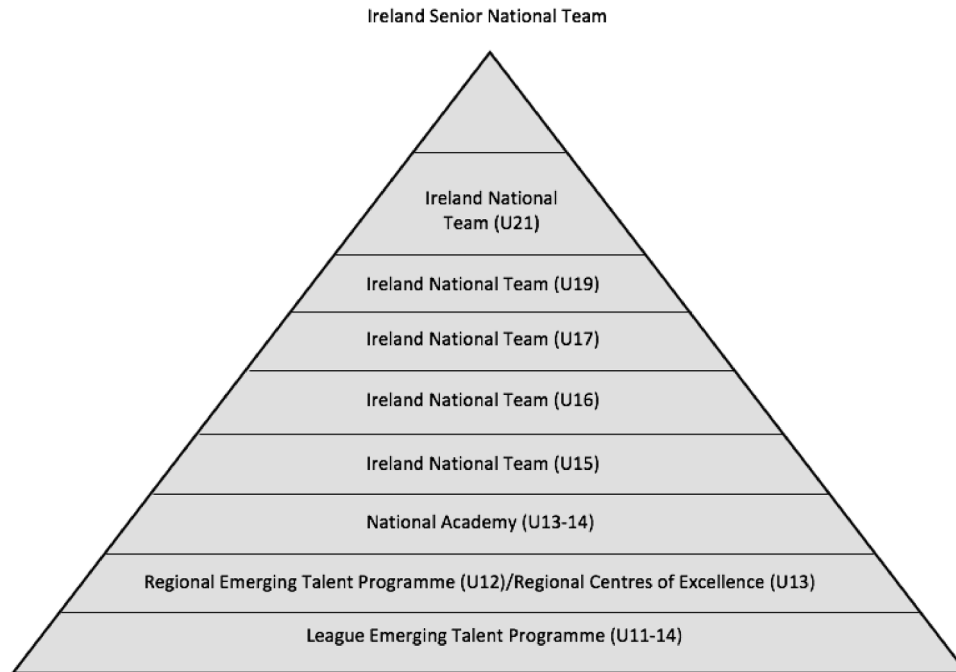 Ireland Senior National Team
Ireland National
Team (U21)
Ireland National Team (U19)
Ireland National Team (U17)
Ireland National Team (U16)
Ireland National Team (U15)
National Academy (U13-14)
Regional Emerging Talent Programme (U12)/Regional Centres of Excellence (U13)
League Emerging Talent Programme (U11-14)